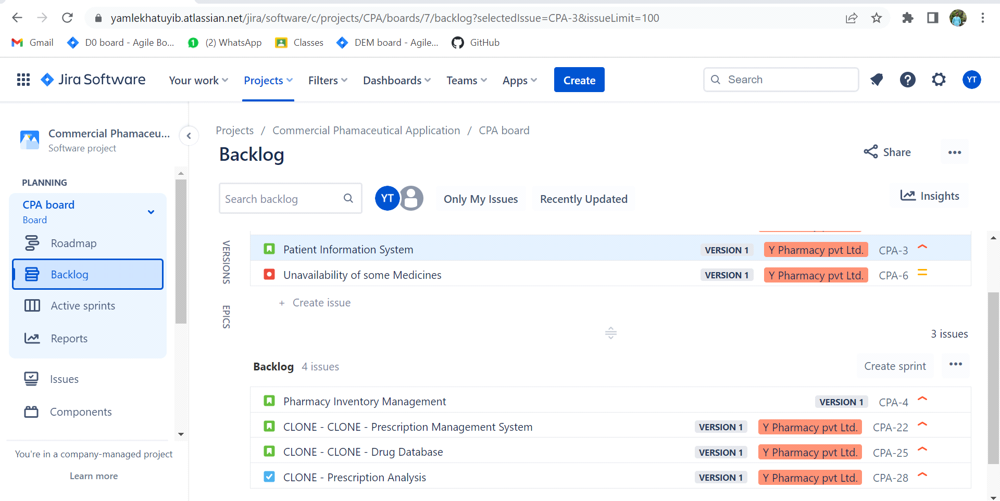 yamlekhatuyib.atlassian.net/jira/software/c/projects/CPA/boards/7/backlog?selectedIssue=CPA-3&issueLimit=100
Gmail
D0 board - Agile Bo...
1
(2) WhatsApp
Classes
DEM board - Agile...
GitHub
Jira Software
Your work
Projects
Filters
Dashboards
Teams
Apps
Create
Search
?
YT
Commercial Phamaceu...
Software project
PLANNING
CPA board
Board
Roadmap
Backlog
Active sprints
Reports
Issues
Components
You're in a company-managed project
Learn more
Projects / Commercial Phamaceutical Application / CPA board
Backlog
Share
Search backlog
YT
Only My Issues
Recently Updated
Insights
VERSIONS
EPICS
Patient Information System VERSION 1 Y Pharmacy pvt Ltd. CPA-3
Unavailability of some Medicines VERSION 1 Y Pharmacy pvt Ltd. CPA-6
+ Create issue
3 issues
Backlog 4 issues
Create sprint
Pharmacy Inventory Management VERSION 1 CPA-4
CLONE - CLONE - Prescription Management System VERSION 1 Y Pharmacy pvt Ltd. CPA-22
CLONE - CLONE - Drug Database VERSION 1 Y Pharmacy pvt Ltd. CPA-25
CLONE - Prescription Analysis VERSION 1 Y Pharmacy pvt Ltd. CPA-28